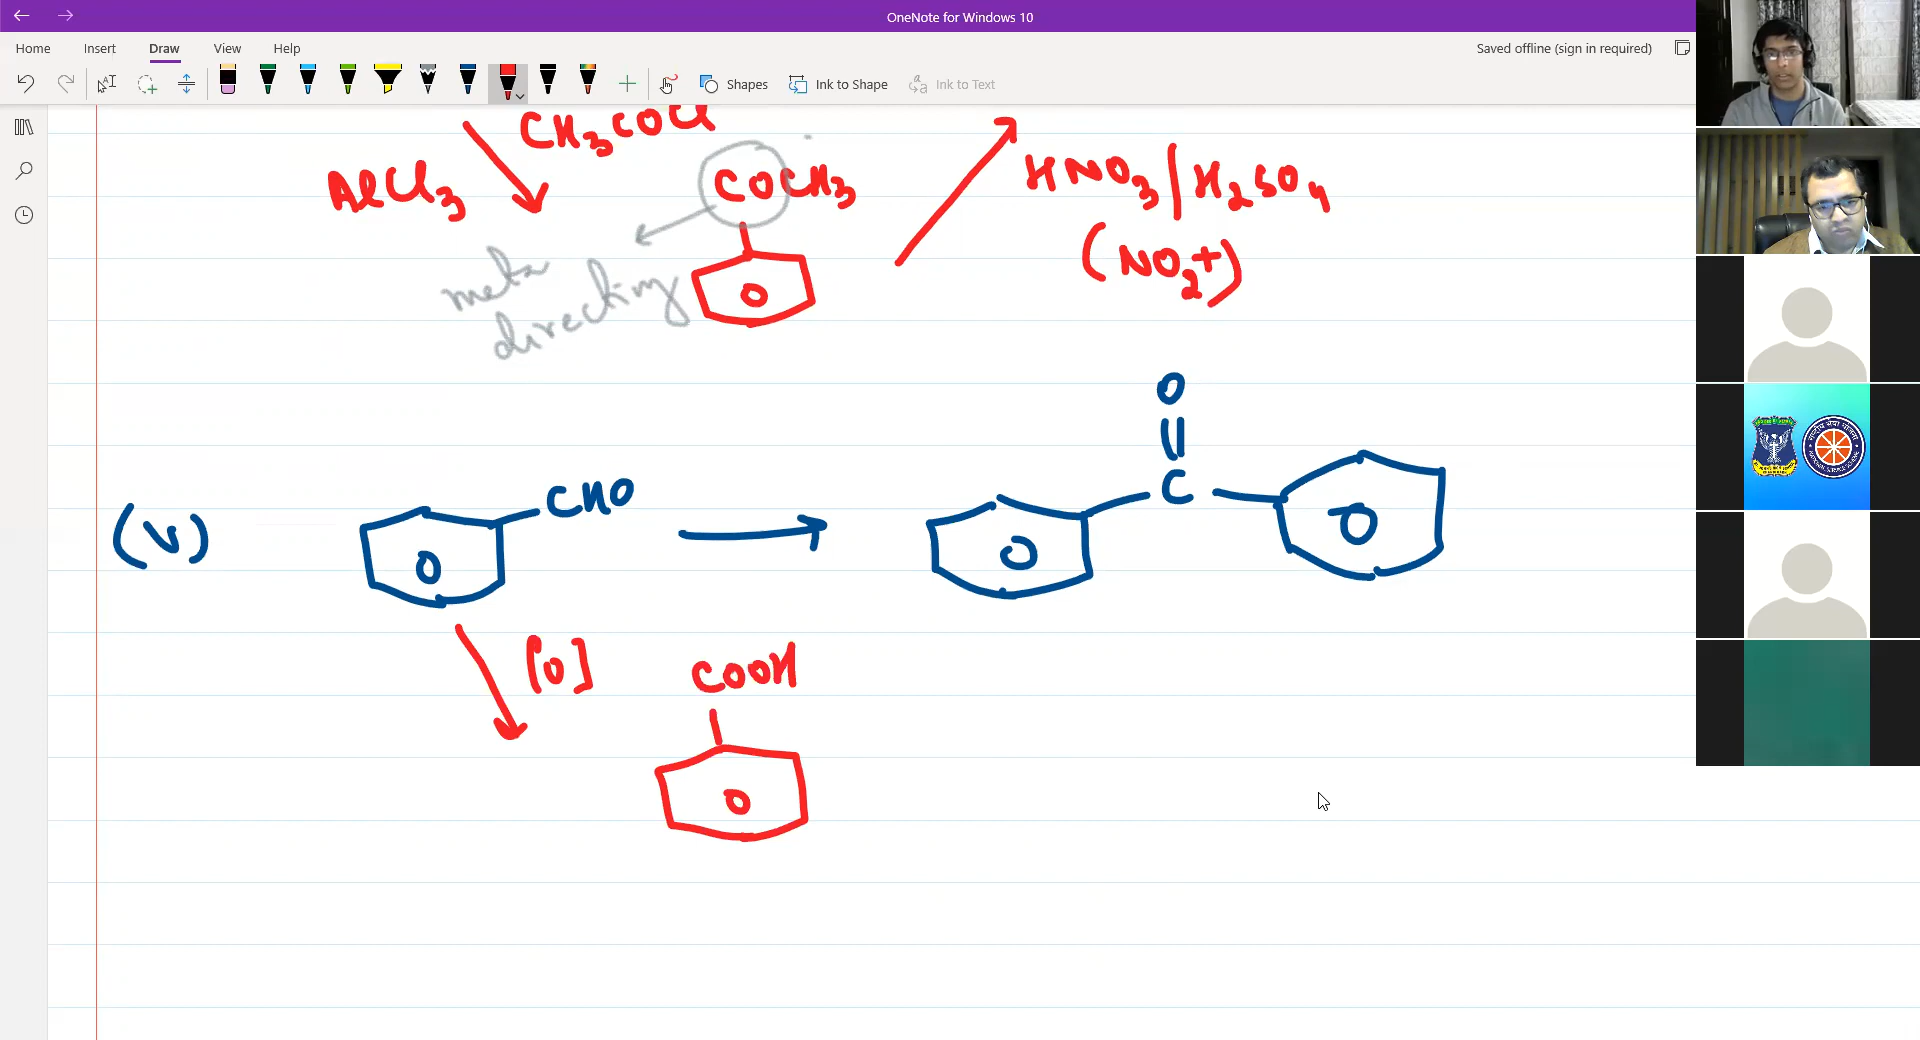 OneNote for Windows 10
Home Insert Draw View Help
Saved offline (sign in required)
Shapes Ink to Shape Ink to Text
CH3COCl
AlCl3
COCH3
HNO3/H2SO4
(NO2+)
meta
directing
O
O
||
C
(V)
CHO
O
O
O
[O]
COOH
O